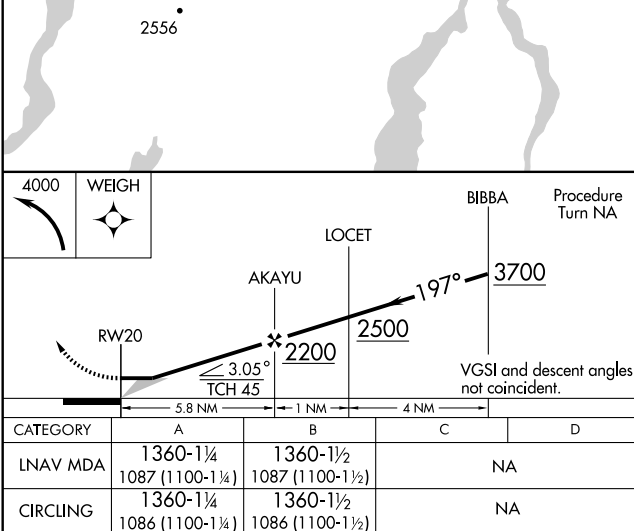 2556
4000 WEIGH
BIBBA
Procedure
Turn NA
LOCET
AKAYU
197°
3700
RW20
2500
2200
3.05°
TCH 45
VGSI and descent angles
not coincident.
5.8 NM 1 NM 4 NM
CATEGORY A B C D
LNAV MDA 1360-1¼ 1360-1½ NA
1087 (1100-1¼) 1087 (1100-1½)
CIRCLING 1360-1¼ 1360-1½ NA
1086 (1100-1¼) 1086 (1100-1½)